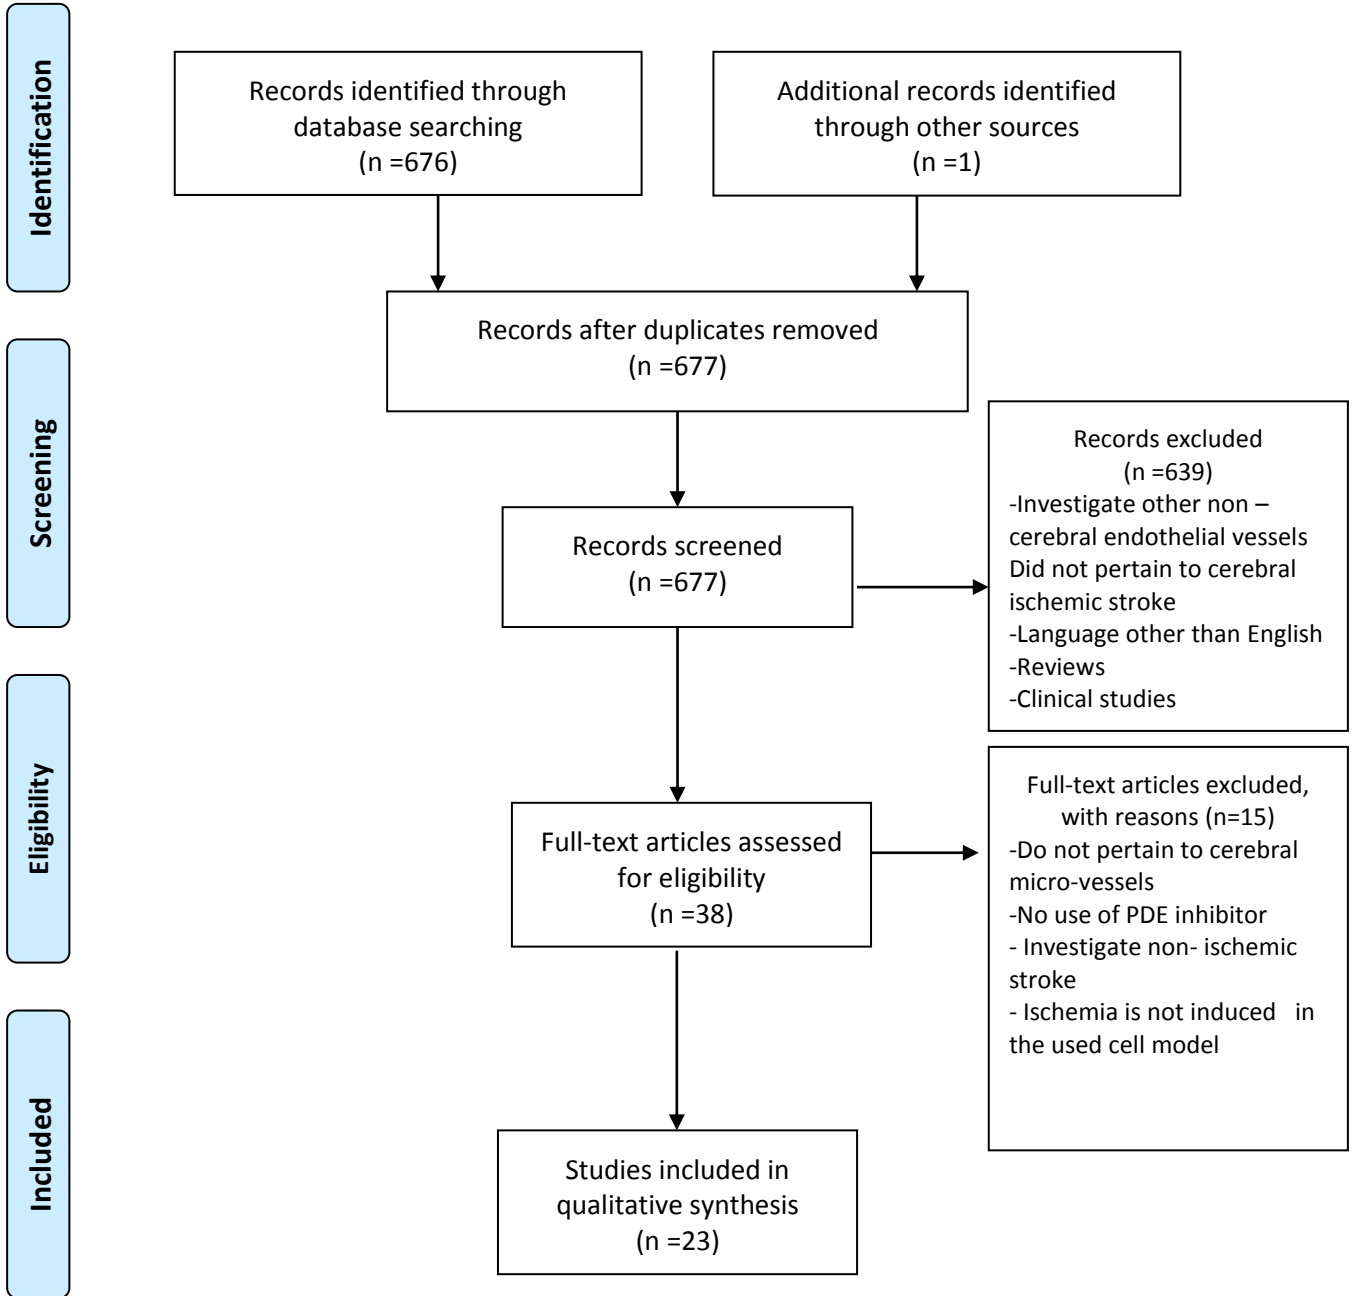 Identification
Records identified through
database searching
(n =676)
Additional records identified
through other sources
(n =1)
Records after duplicates removed
(n =677)
Screening
Records screened
(n =677)
Records excluded
(n =639)
-Investigate other non –
cerebral endothelial vessels
Did not pertain to cerebral
ischemic stroke
-Language other than English
-Reviews
-Clinical studies
Eligibility
Full-text articles assessed
for eligibility
(n =38)
Full-text articles excluded,
with reasons (n=15)
-Do not pertain to cerebral
micro-vessels
-No use of PDE inhibitor
- Investigate non- ischemic
stroke
- Ischemia is not induced in
the used cell model
Included
Studies included in
qualitative synthesis
(n =23)